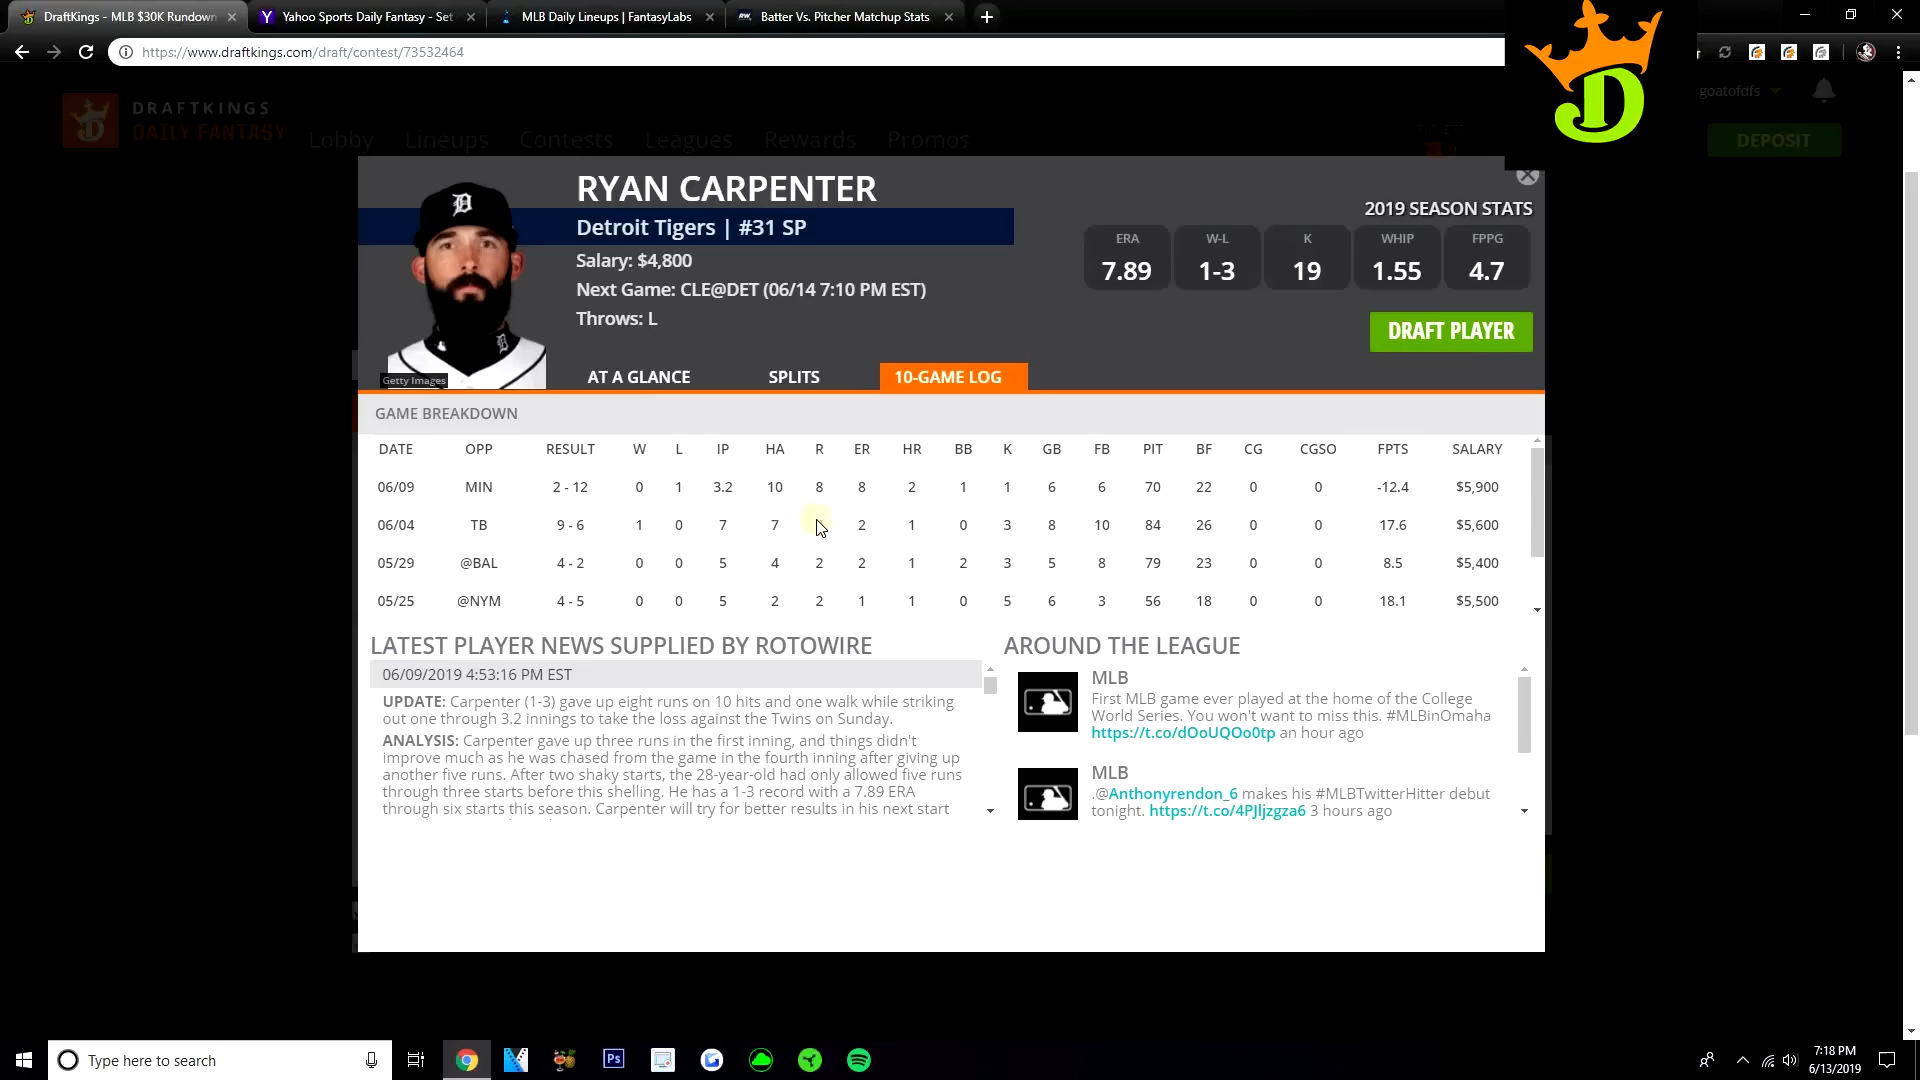 DraftKings - MLB $30K Rundown
Yahoo Sports Daily Fantasy - Set
MLB Daily Lineups | FantasyLabs
RW Batter Vs. Pitcher Matchup Stats
https://www.draftkings.com/draft/contest/73532464
DRAFTKINGS
DAILY FANTASY
Lobby Lineups Contests Leagues Rewards Promos
goatofdfs
DEPOSIT
RYAN CARPENTER
Detroit Tigers | #31 SP
Salary: $4,800
Next Game: CLE@DET (06/14 7:10 PM EST)
Throws: L
Getty Images
2019 SEASON STATS
ERA W-L K WHIP FPPG
7.89 1-3 19 1.55 4.7
DRAFT PLAYER
AT A GLANCE SPLITS 10-GAME LOG
GAME BREAKDOWN
DATE OPP RESULT W L IP HA R ER HR BB K GB FB PIT BF CG CGSO FPTS SALARY
06/09 MIN 2 - 12 0 1 3.2 10 8 8 2 1 1 6 6 70 22 0 0 -12.4 $5,900
06/04 TB 9 - 6 1 0 7 7 2 1 0 3 8 10 84 26 0 0 17.6 $5,600
05/29 @BAL 4 - 2 0 0 5 4 2 2 1 2 3 5 8 79 23 0 0 8.5 $5,400
05/25 @NYM 4 - 5 0 0 5 2 2 1 1 0 5 6 3 56 18 0 0 18.1 $5,500
LATEST PLAYER NEWS SUPPLIED BY ROTOWIRE
06/09/2019 4:53:16 PM EST
UPDATE: Carpenter (1-3) gave up eight runs on 10 hits and one walk while striking
out one through 3.2 innings to take the loss against the Twins on Sunday.
ANALYSIS: Carpenter gave up three runs in the first inning, and things didn't
improve much as he was chased from the game in the fourth inning after giving up
another five runs. After two shaky starts, the 28-year-old had only allowed five runs
through three starts before this shelling. He has a 1-3 record with a 7.89 ERA
through six starts this season. Carpenter will try for better results in his next start
AROUND THE LEAGUE
MLB
First MLB game ever played at the home of the College
World Series. You won't want to miss this. #MLBinOmaha
https://t.co/dOoUQOo0tp an hour ago
MLB
.@Anthonyrendon_6 makes his #MLBTwitterHitter debut
tonight. https://t.co/4PJljzgza6 3 hours ago
Type here to search
Ps
7:18 PM
6/13/2019